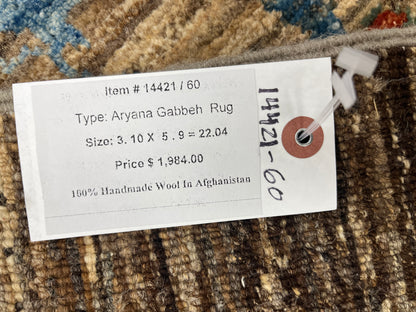 Item # 14421 / 60
Type: Aryana Gabbeh Rug
Size: 3. 10 X 5 . 9 = 22.04
Price $ 1,984.00
100% Handmade Wool In Afghanistan
14421-60